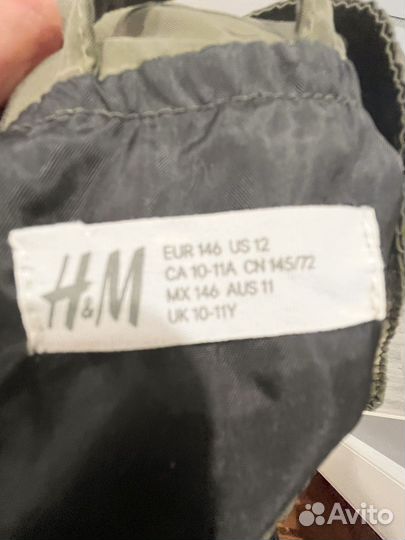 H&M
EUR 146 US 12
CA 10-11A CN 145/72
MX 146 AUS 11
UK 10-11Y
Avito